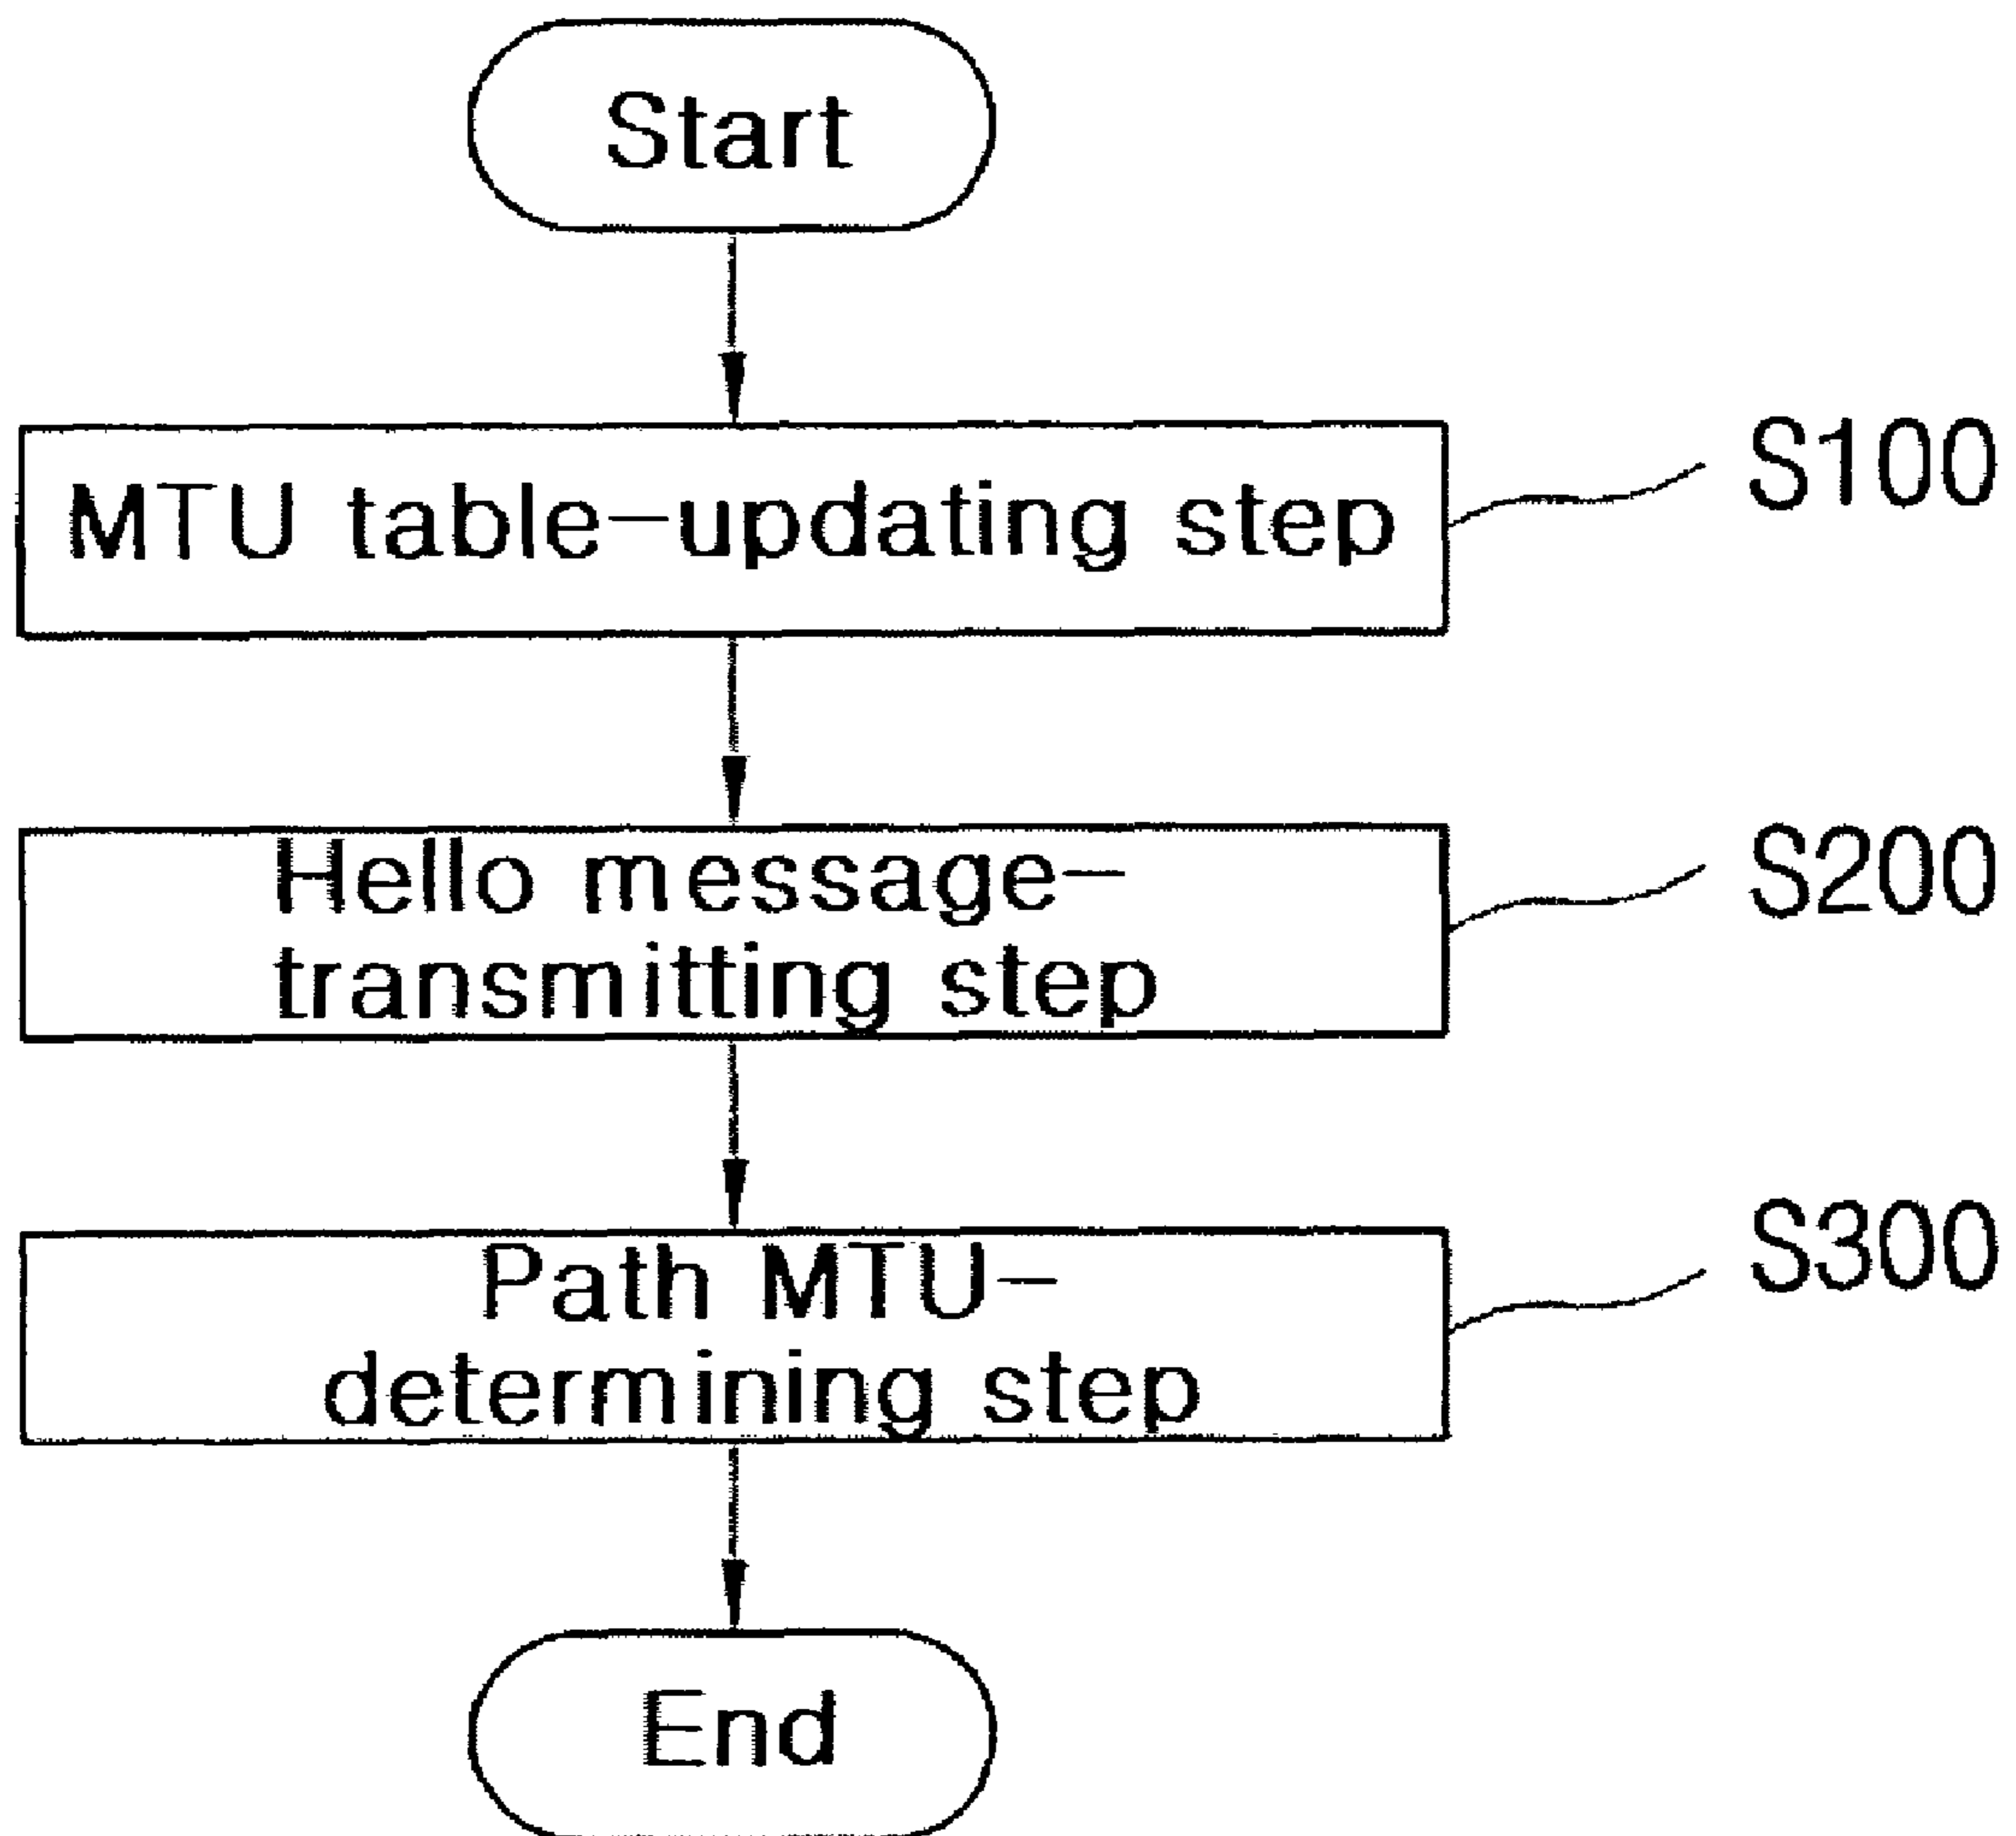 Start
MTU table-updating step
S100
Hello message-
transmitting step
S200
Path MTU-
determining step
S300
End